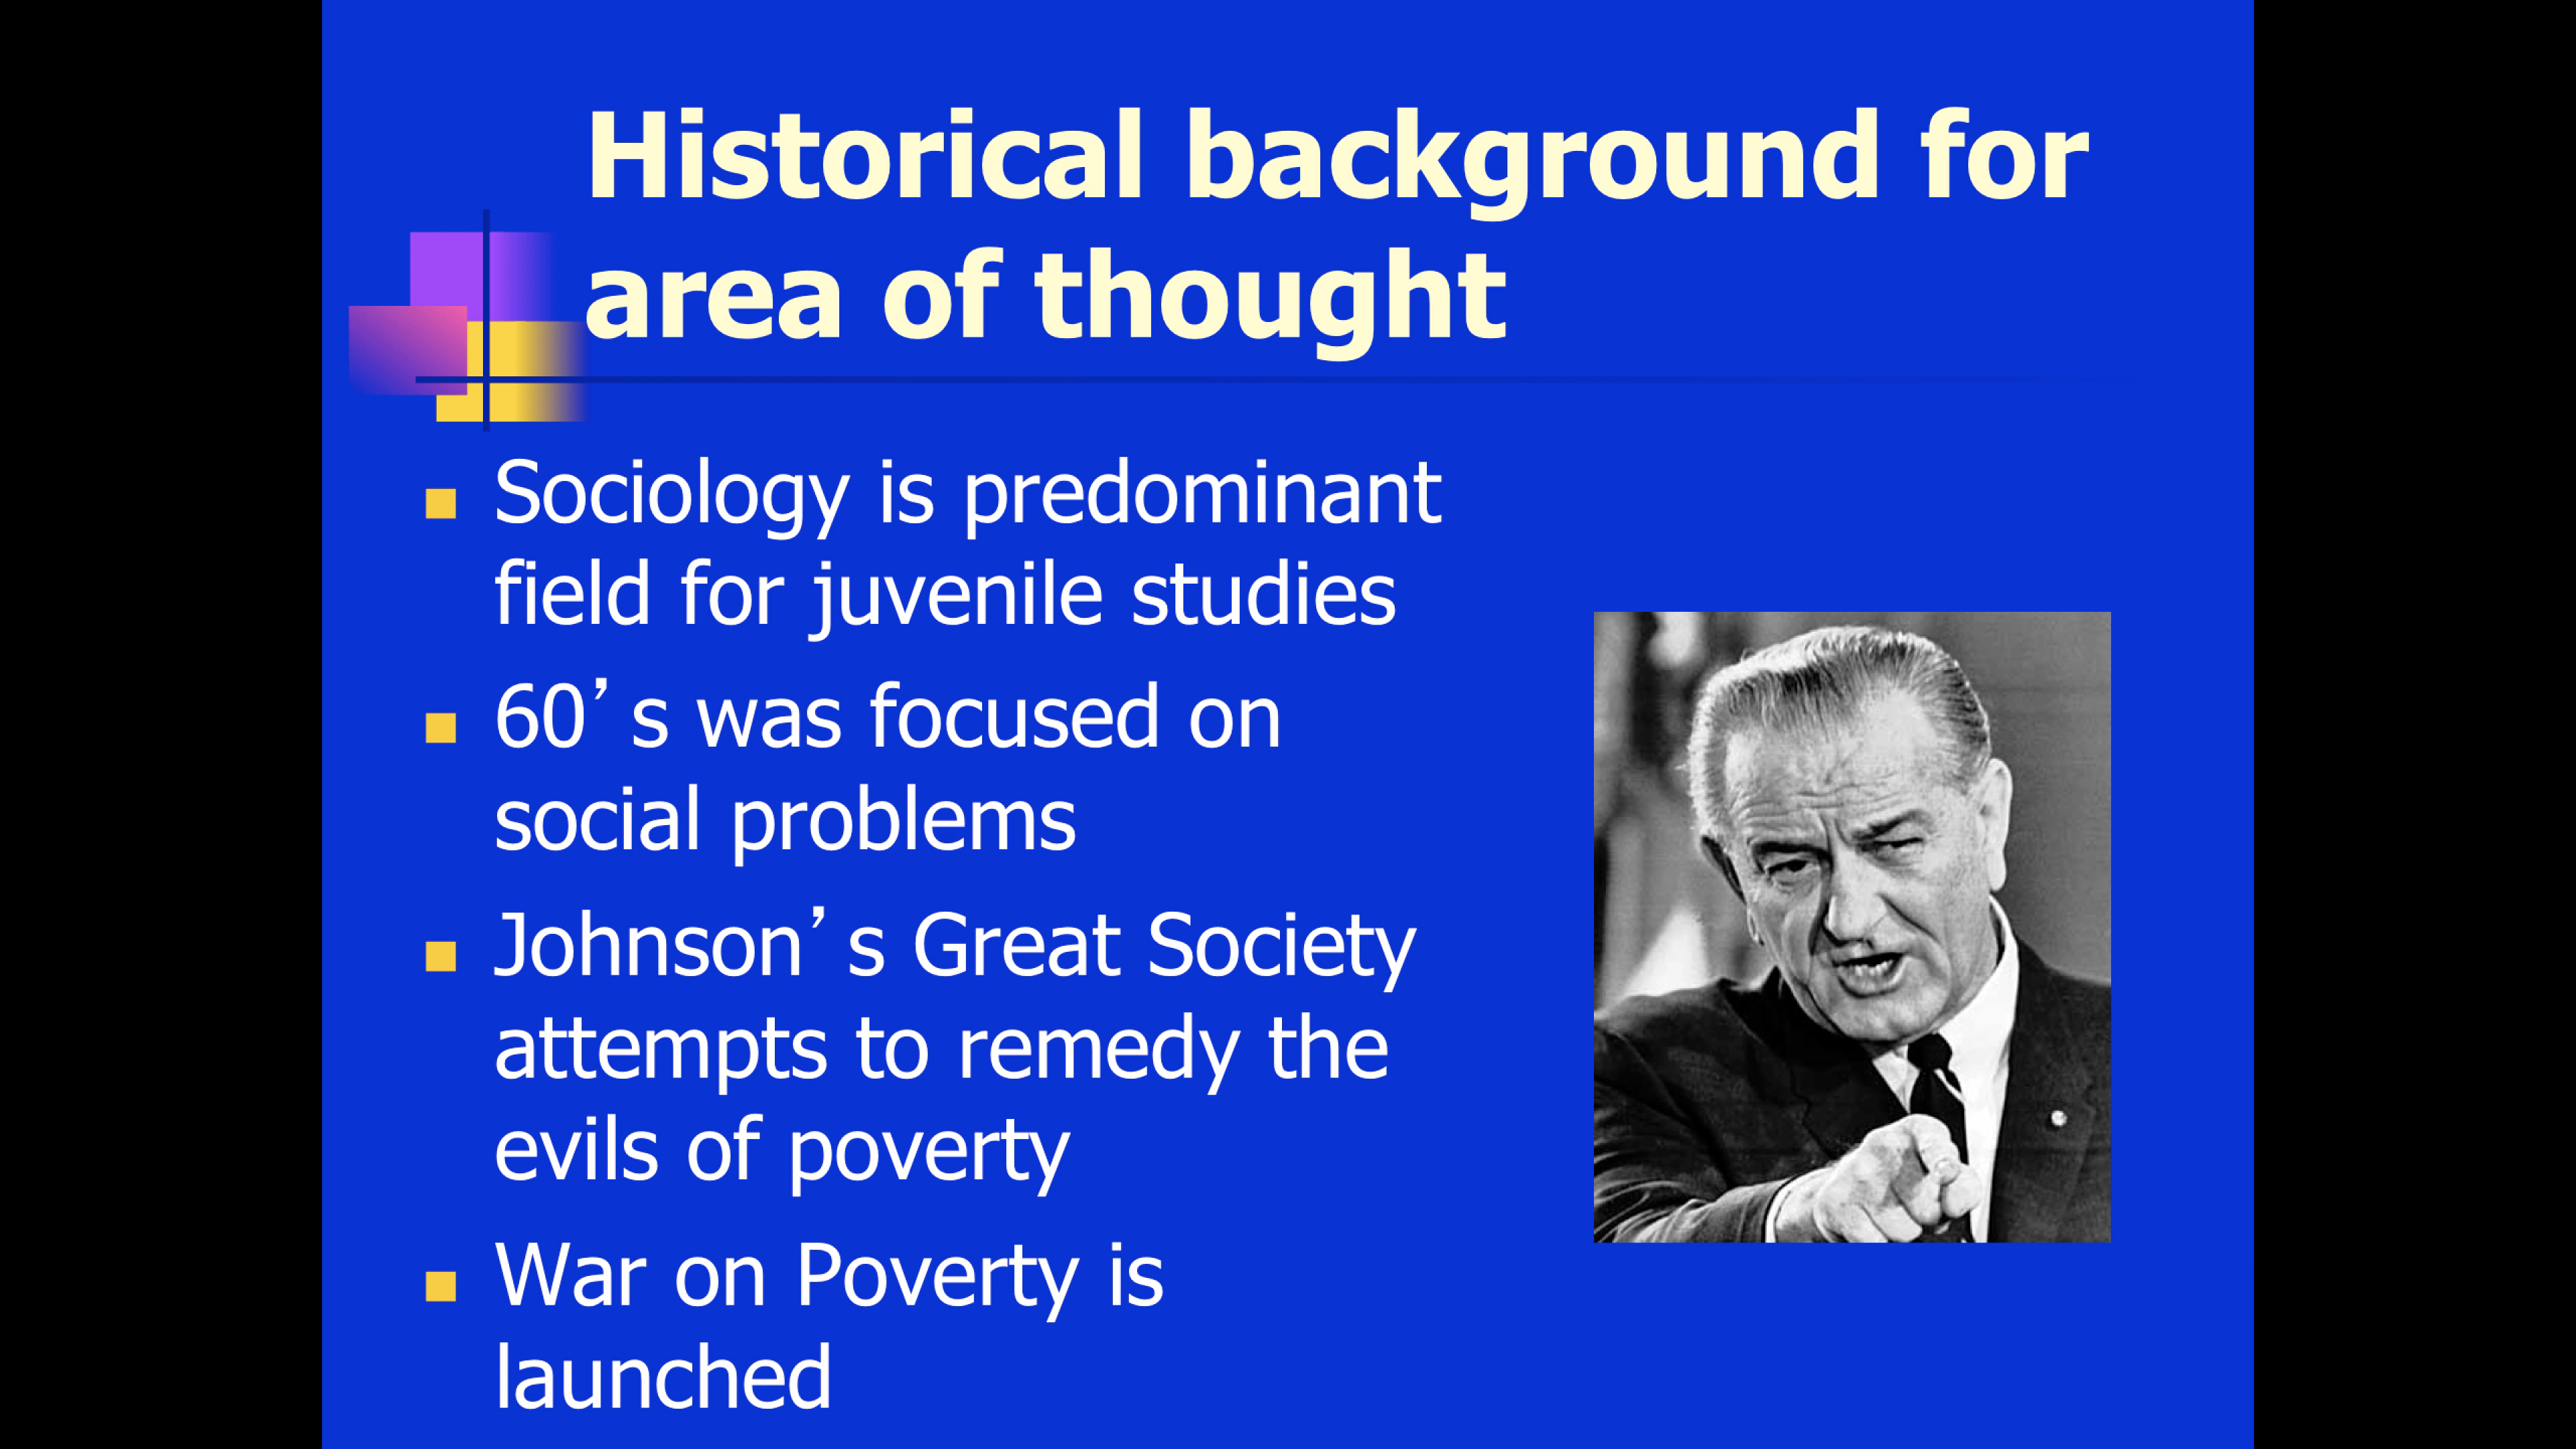 Historical background for
area of thought
Sociology is predominant
field for juvenile studies
60’s was focused on
social problems
Johnson’s Great Society
attempts to remedy the
evils of poverty
War on Poverty is
launched